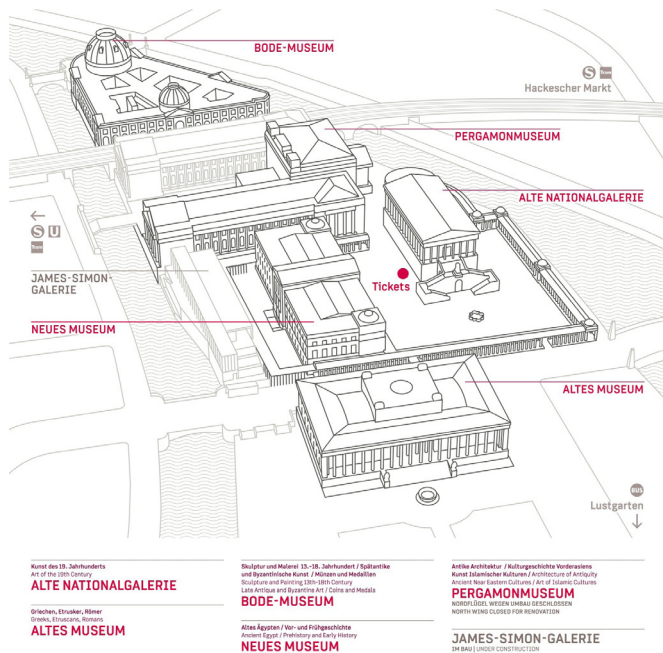 BODE-MUSEUM
S Tram
Hackescher Markt
PERGAMONMUSEUM
ALTE NATIONALGALERIE
←
S U
Tram
Tickets
JAMES-SIMON-
GALERIE
NEUES MUSEUM
ALTES MUSEUM
BUS
Lustgarten
↓
Kunst des 19. Jahrhunderts
Art of the 19th Century
ALTE NATIONALGALERIE
Griechen, Etrusker, Römer
Greeks, Etruscans, Romans
ALTES MUSEUM
Skulptur und Malerei 13.–18. Jahrhundert / Spätantike
und Byzantinische Kunst / Münzen und Medaillen
Sculpture and Painting 13th–18th Century
Late Antique and Byzantine Art / Coins and Medals
BODE-MUSEUM
Altes Ägypten / Vor- und Frühgeschichte
Ancient Egypt / Prehistory and Early History
NEUES MUSEUM
Antike Architektur / Kulturgeschichte Vorderasiens
Kunst Islamischer Kulturen / Architecture of Antiquity
Ancient Near Eastern Cultures / Art of Islamic Cultures
PERGAMONMUSEUM
NORDFLÜGEL WEGEN UMBAU GESCHLOSSEN
NORTH WING CLOSED FOR RENOVATION
JAMES-SIMON-GALERIE
IM BAU | UNDER CONSTRUCTION